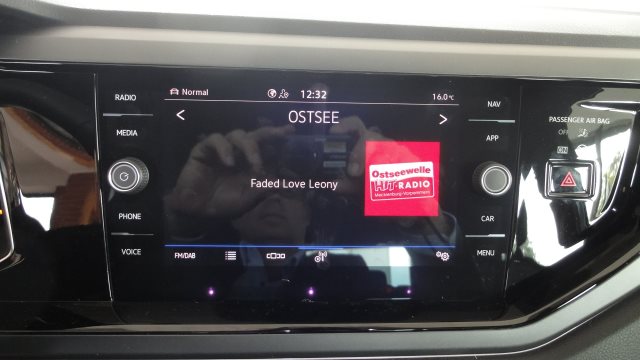 RADIO
MEDIA
PHONE
VOICE
Normal
12:32
16.0°C
<
OSTSEE
>
Faded Love Leony
Ostseewelle
HIT-RADIO
Mecklenburg-Vorpommern
FM/DAB
NAV
APP
CAR
MENU
PASSENGER AIR BAG
OFF
ON